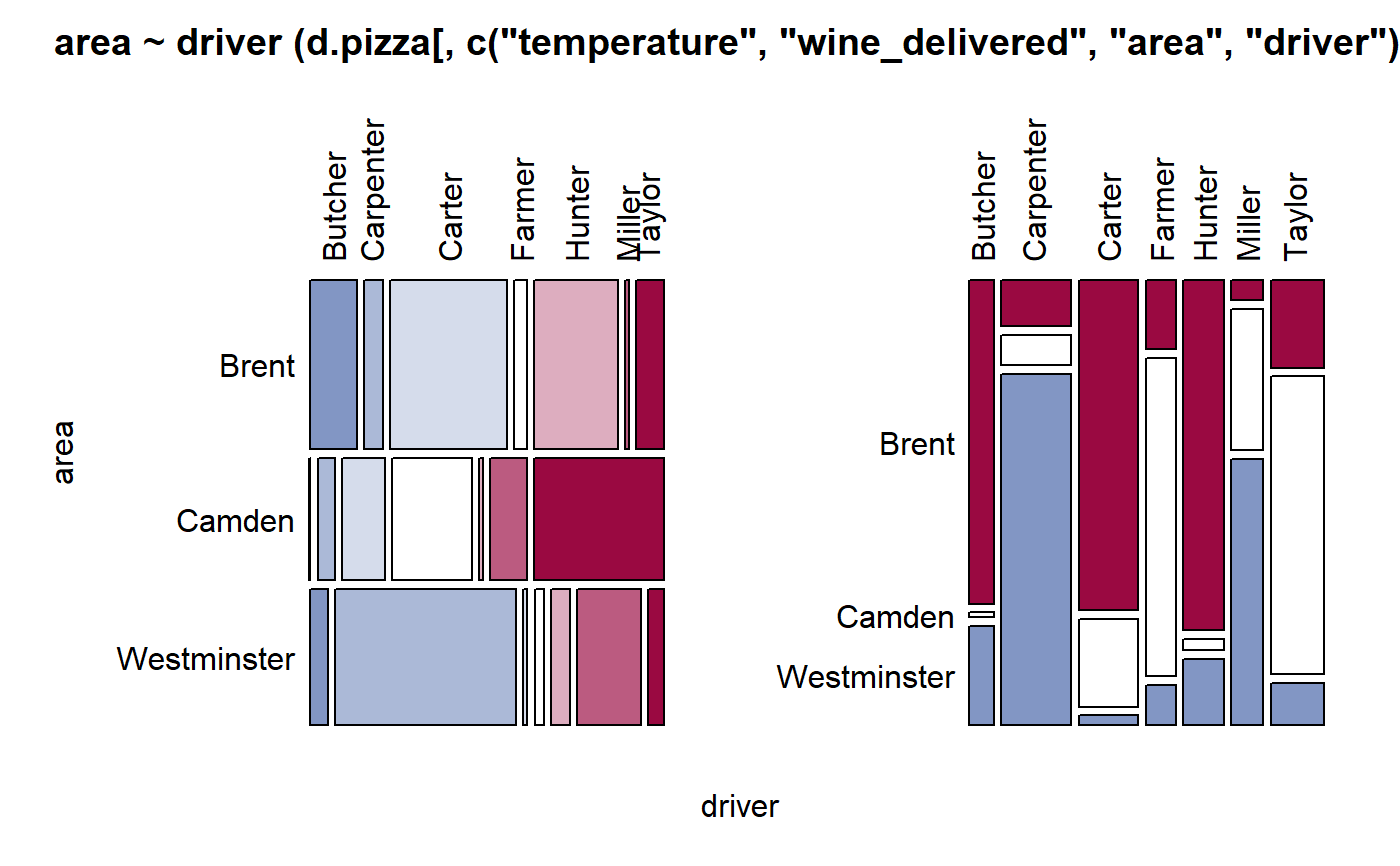 area ~ driver (d.pizza[, c("temperature", "wine_delivered", "area", "driver")
Butcher
Carpenter
Carter
Farmer
Hunter
Miller
Taylor
Brent
Camden
Westminster
area
Butcher
Carpenter
Carter
Farmer
Hunter
Miller
Taylor
Brent
Camden
Westminster
driver